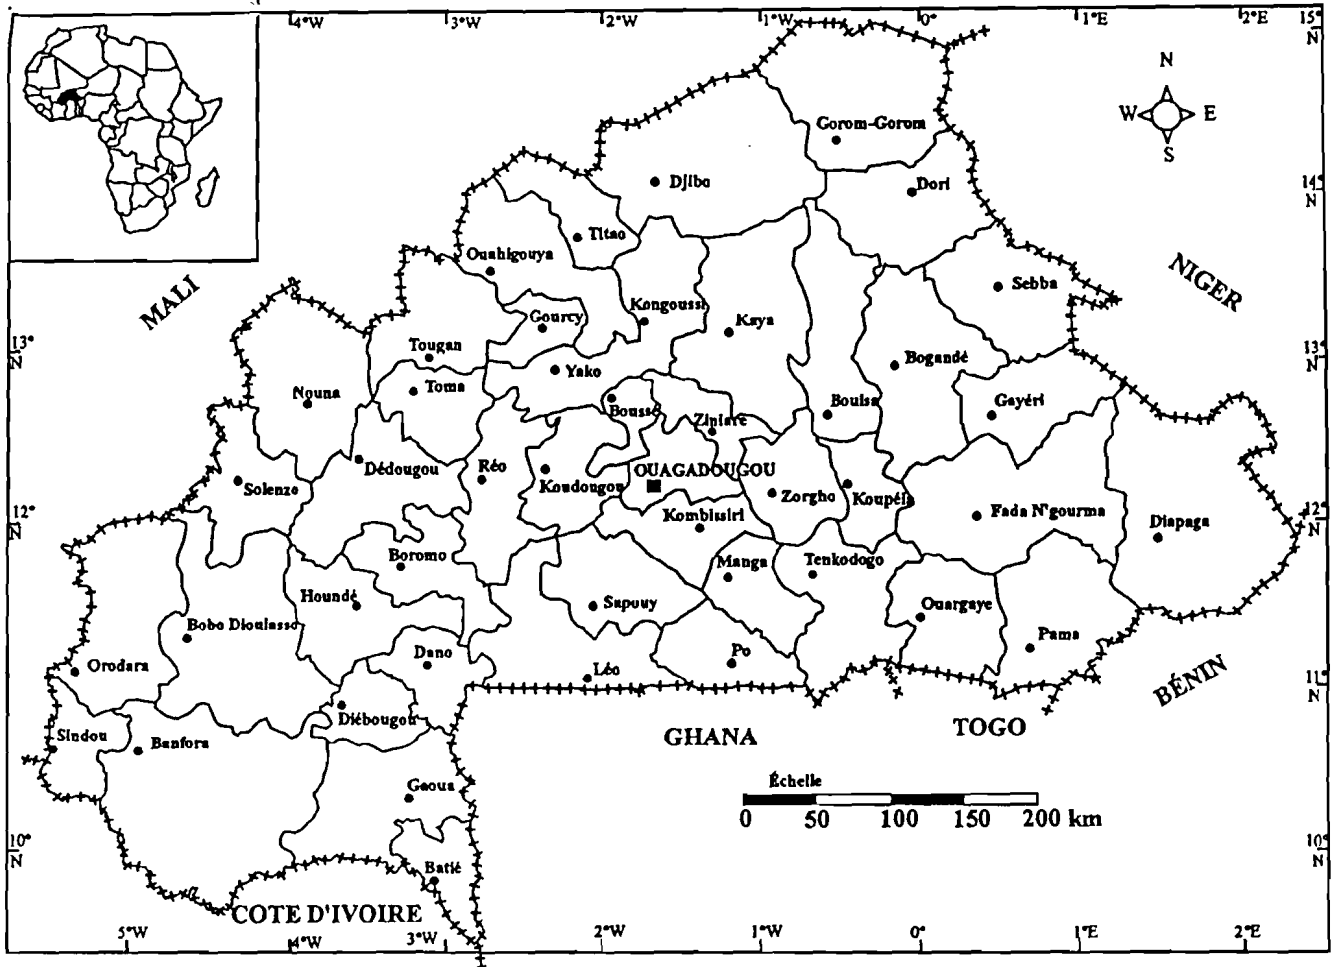 4°W 3°W 2°W 1°W 0° 1°E 2°E 15°
N
N
W E
S
Gorom-Gorom
Djibo
Dori
14°
N
Titao
Ouahigouya
Sebba
NIGER
MALI
Kongoussi
Gourcy
Kaya
13°
N
Tougan
Yako
Bogandé
13°
N
Toma
Nouna
Boulsa
Gayéri
Boussé
Ziniare
Dédougou
Réo
OUAGADOUGOU
Solenzo
Koudougou
Zorgho
Koupéla
Kombissiri
Fada N'gourma
Diapaga
12°
N
12°
N
Boromo
Manga
Tenkodogo
Houndé
Sapouy
Ouargaye
Bobo Dioulasso
Pama
Dano
Po
Orodara
Léo
11°
N
BÉNIN
Diébougou
Sindou
Banfora
GHANA
TOGO
Gaoua
Échelle
0 50 100 150 200 km
10°
N
10°
N
Batié
COTE D'IVOIRE
5°W 4°W 3°W 2°W 1°W 0° 1°E 2°E